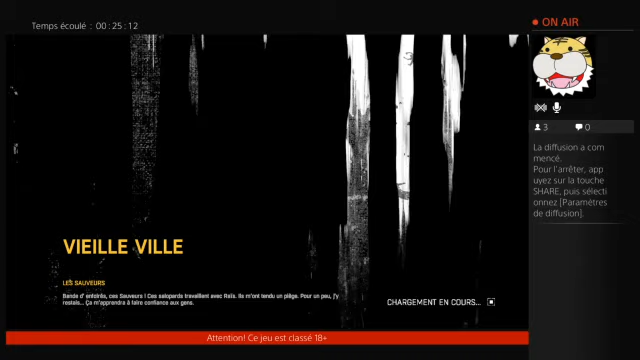 Temps écoulé : 00:25:12
ON AIR
3
0
La diffusion a com
mencé.
Pour l'arrêter, app
uyez sur la touche
SHARE, puis sélecti
onnez [Paramètres
de diffusion].
VIEILLE VILLE
LES SAUVEURS
Bande d'enfoirés, ces Sauveurs ! Ces salopards travaillent avec Raïs. Ils m'ont tendu un piège. Pour un peu, j'y
restais... Ça m'apprendra à faire confiance aux gens.
CHARGEMENT EN COURS...
Attention! Ce jeu est classé 18+